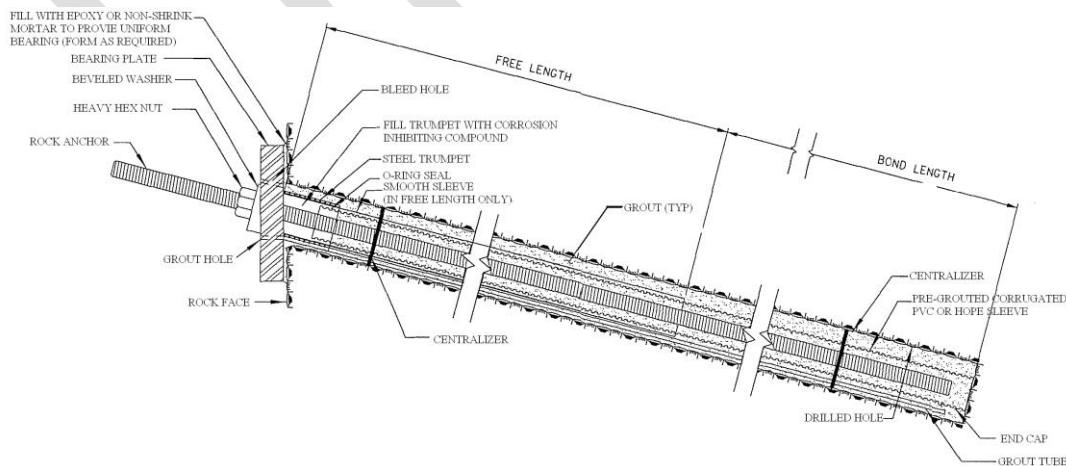 FILL WITH EPOXY OR NON-SHRINK
MORTAR TO PROVIE UNIFORM
BEARING (FORM AS REQUIRED)
BEARING PLATE
BEVELED WASHER
HEAVY HEX NUT
ROCK ANCHOR
FREE LENGTH
BLEED HOLE
FILL TRUMPET WITH CORROSION
INHIBITING COMPOUND
STEEL TRUMPET
O-RING SEAL
SMOOTH SLEEVE
(IN FREE LENGTH ONLY)
BOND LENGTH
GROUT (TYP)
GROUT HOLE
ROCK FACE
CENTRALIZER
CENTRALIZER
PRE-GROUTED CORRUGATED
PVC OR HOPE SLEEVE
DRILLED HOLE
END CAP
GROUT TUBE